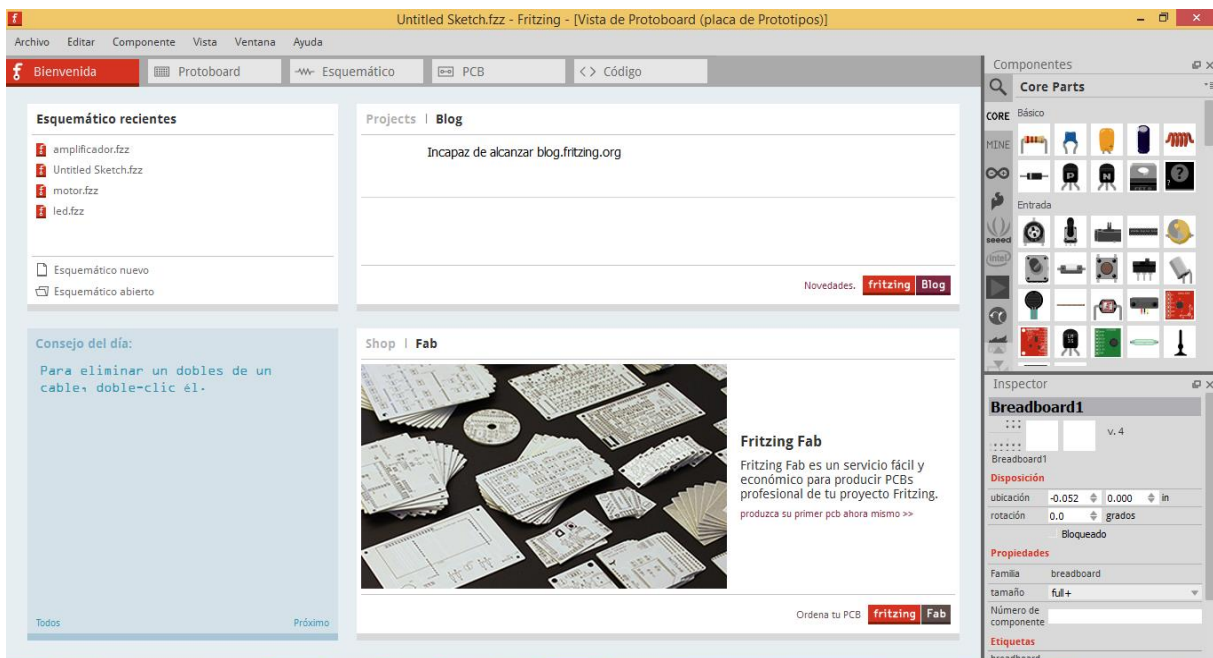 Untitled Sketch.fzz - Fritzing - [Vista de Protoboard (placa de Prototipos)]
Archivo Editar Componente Vista Ventana Ayuda
Bienvenida Protoboard Esquemático PCB Código
Esquemático recientes
amplificador.fzz
Untitled Sketch.fzz
motor.fzz
led.fzz
Esquemático nuevo
Esquemático abierto
Projects | Blog
Incapaz de alcanzar blog.fritzing.org
Novedades. fritzing Blog
Consejo del día:
Para eliminar un dobles de un
cable, doble-clic él.
Todos Próximo
Shop | Fab
Fritzing Fab
Fritzing Fab es un servicio fácil y
económico para producir PCBs
profesional de tu proyecto Fritzing.
produzca su primer pcb ahora mismo >>
Ordena tu PCB fritzing Fab
Componentes
Core Parts
CORE
MINE
seeed
intel
Básico
P N
Entrada
Inspector
Breadboard1
v. 4
Breadboard1
Disposición
ubicación -0.052 0.000 in
rotación 0.0 grados
Bloqueado
Propiedades
Familia breadboard
tamaño full+
Número de
componente
Etiquetas
breadboard